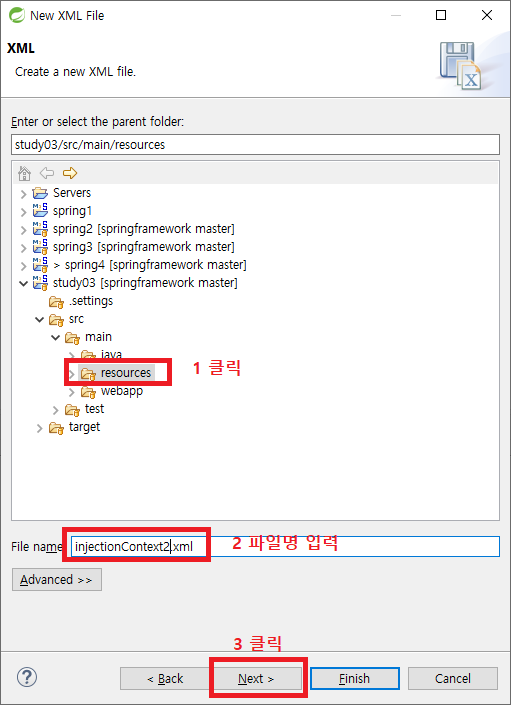 New XML File
XML
Create a new XML file.
Enter or select the parent folder:
study03/src/main/resources
Servers
spring1
spring2 [springframework master]
spring3 [springframework master]
> spring4 [springframework master]
study03 [springframework master]
.settings
src
main
java
resources
1 클릭
webapp
test
target
File name: injectionContext2.xml
2 파일명 입력
Advanced >>
3 클릭
< Back
Next >
Finish
Cancel